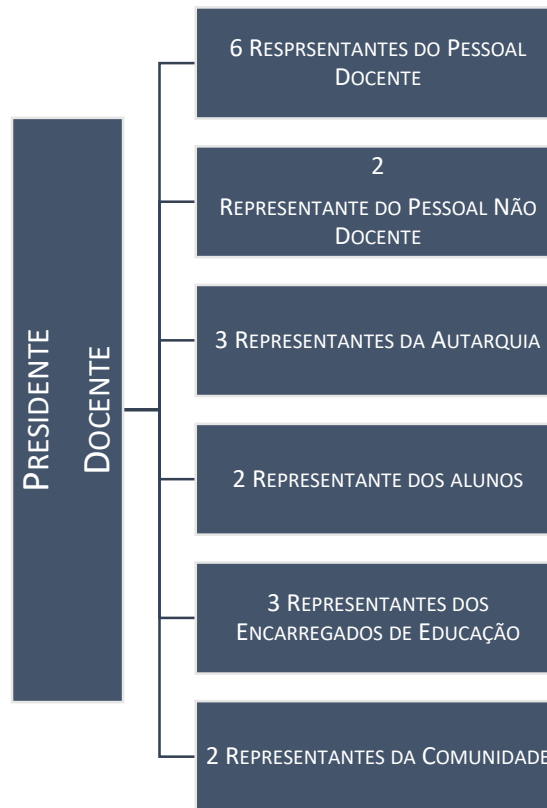 PRESIDENTE
DOCENTE
6 RESPRSENTANTES DO PESSOAL
DOCENTE
2
REPRESENTANTE DO PESSOAL NÃO
DOCENTE
3 REPRESENTANTES DA AUTARQUIA
2 REPRESENTANTE DOS ALUNOS
3 REPRESENTANTES DOS
ENCARREGADOS DE EDUCAÇÃO
2 REPRESENTANTES DA COMUNIDADE